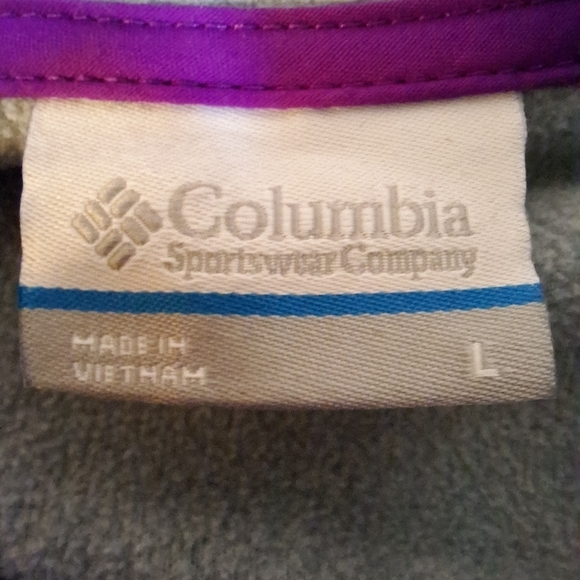 Columbia
Sportswear Company
MADE IN
VIETNAM
L